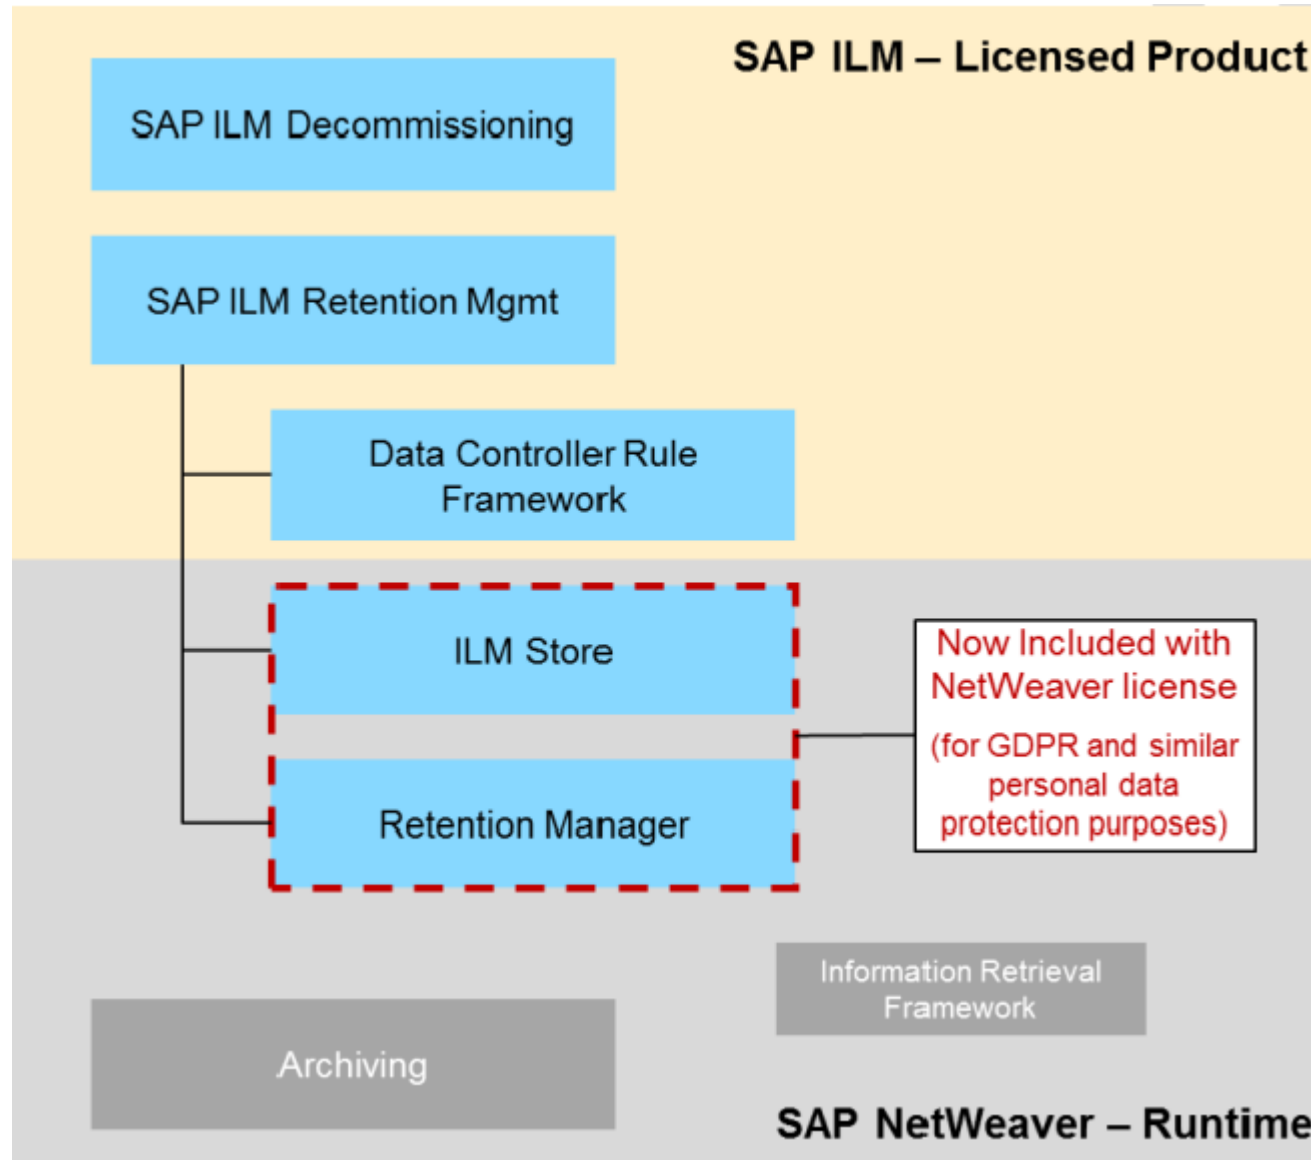 SAP ILM – Licensed Product
SAP ILM Decommissioning
SAP ILM Retention Mgmt
Data Controller Rule
Framework
ILM Store
Now Included with
NetWeaver license
(for GDPR and similar
personal data
protection purposes)
Retention Manager
Information Retrieval
Framework
Archiving
SAP NetWeaver – Runtime